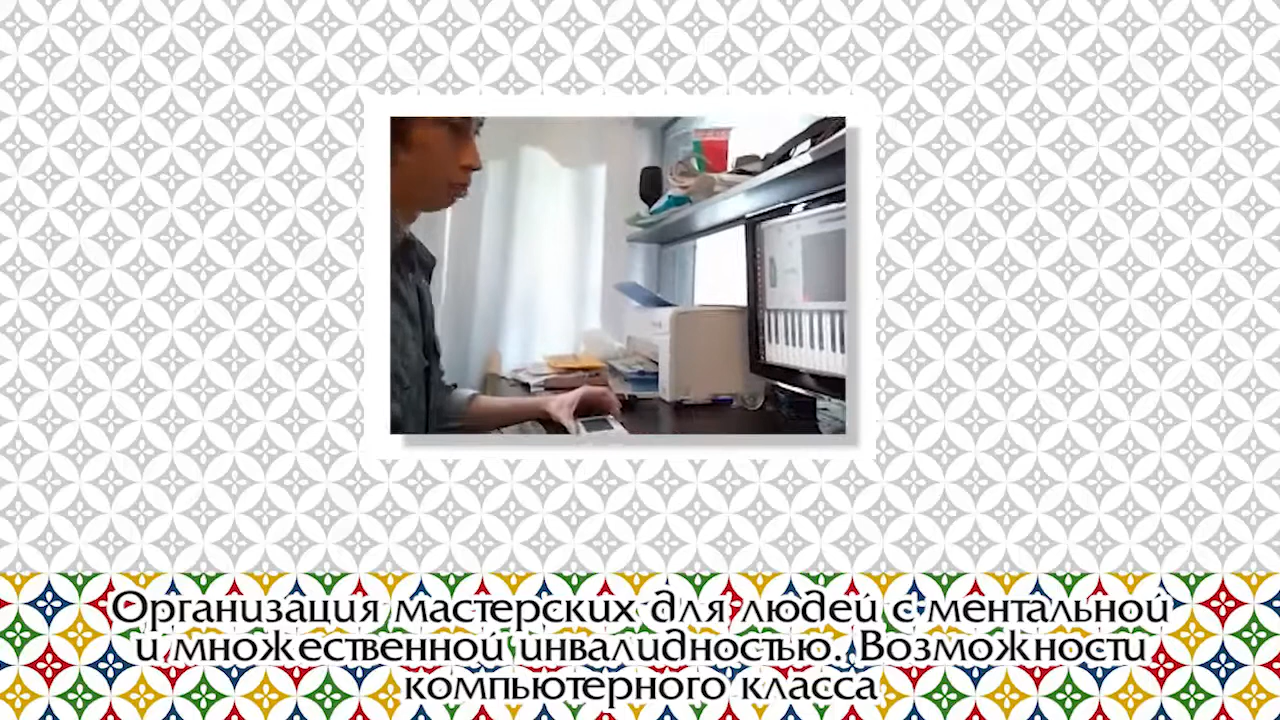 Организация мастерских для людей с ментальной
и множественной инвалидностью. Возможности
компьютерного класса